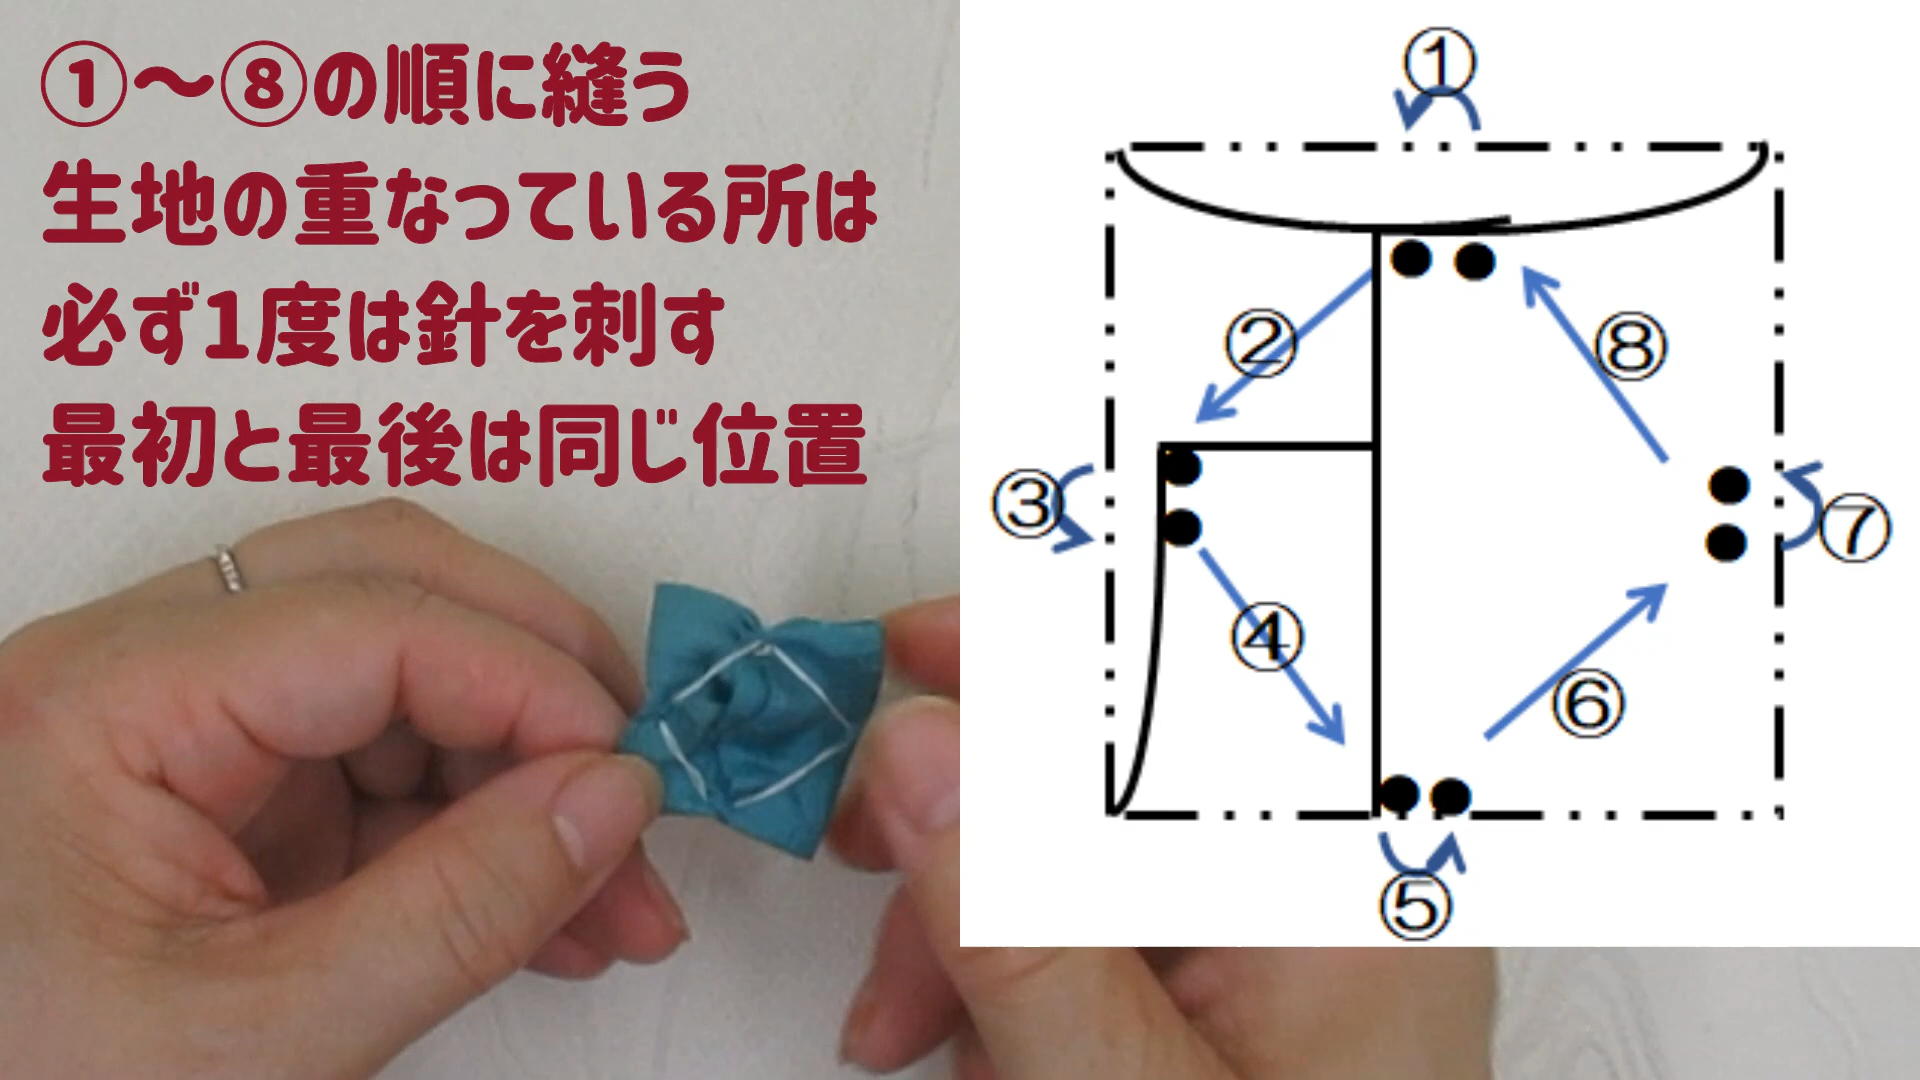 ①～⑧の順に縫う
生地の重なっている所は
必ず1度は針を刺す
最初と最後は同じ位置
①
②
⑧
③
⑦
④
⑥
⑤